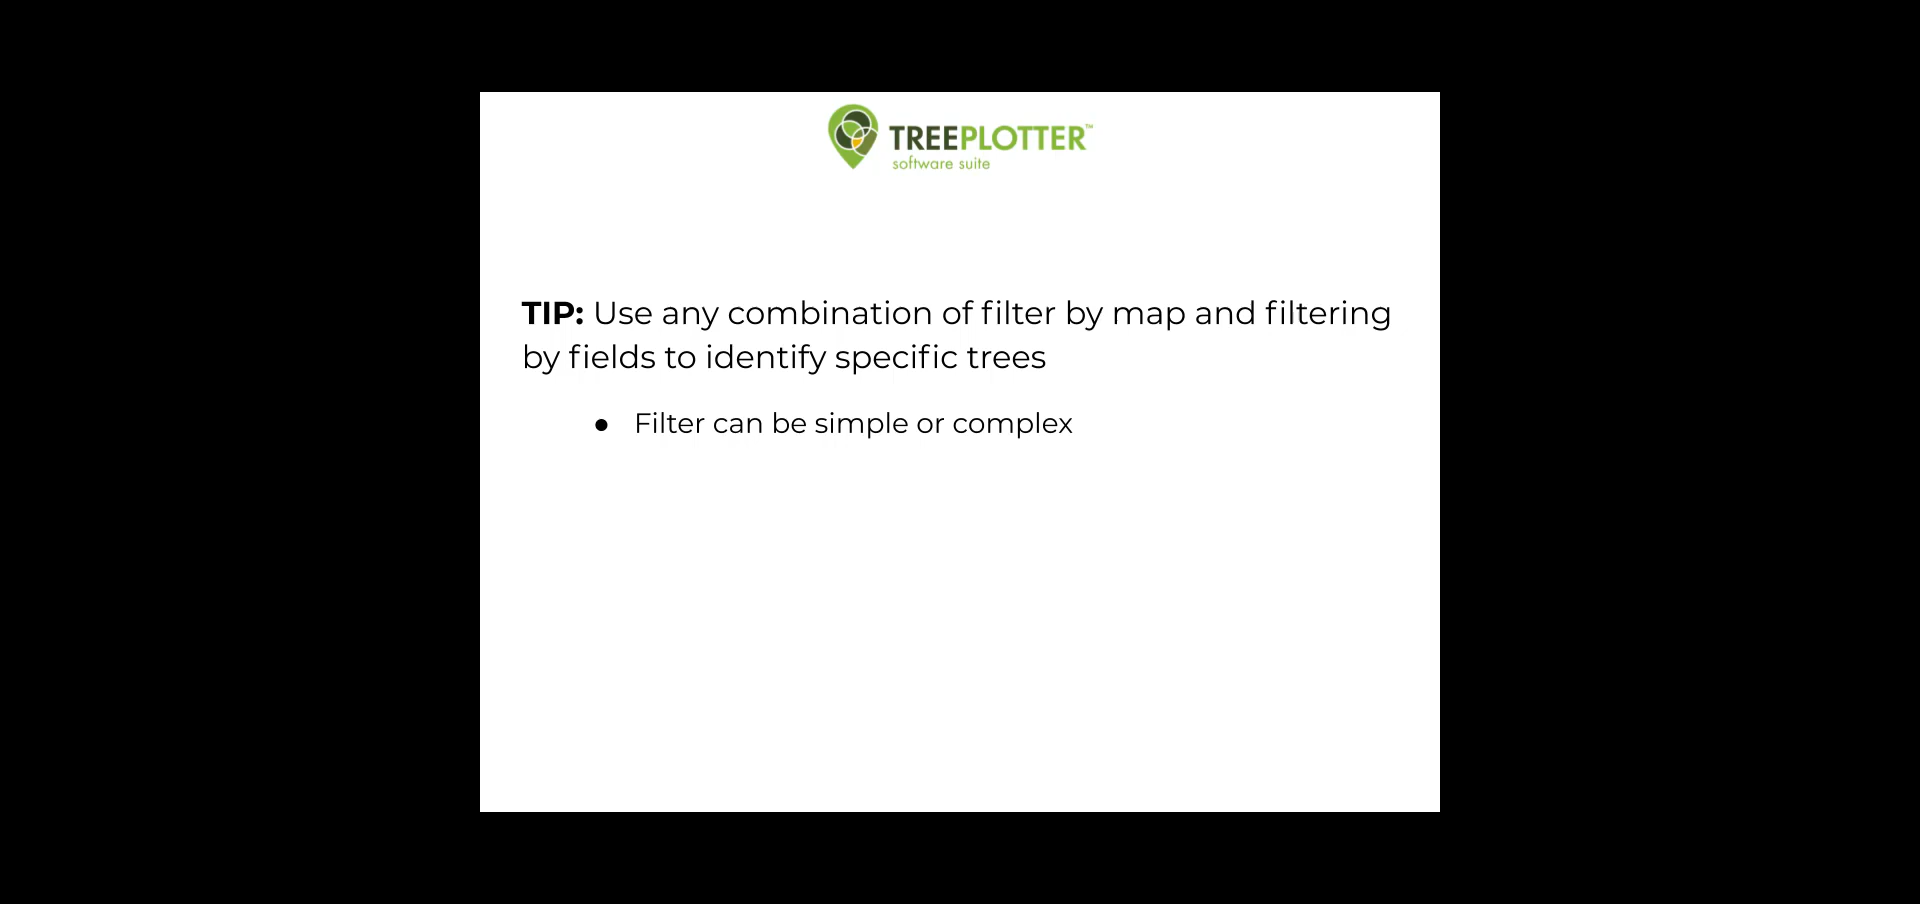 TREEPLOTTER™
software suite
TIP: Use any combination of filter by map and filtering
by fields to identify specific trees
● Filter can be simple or complex